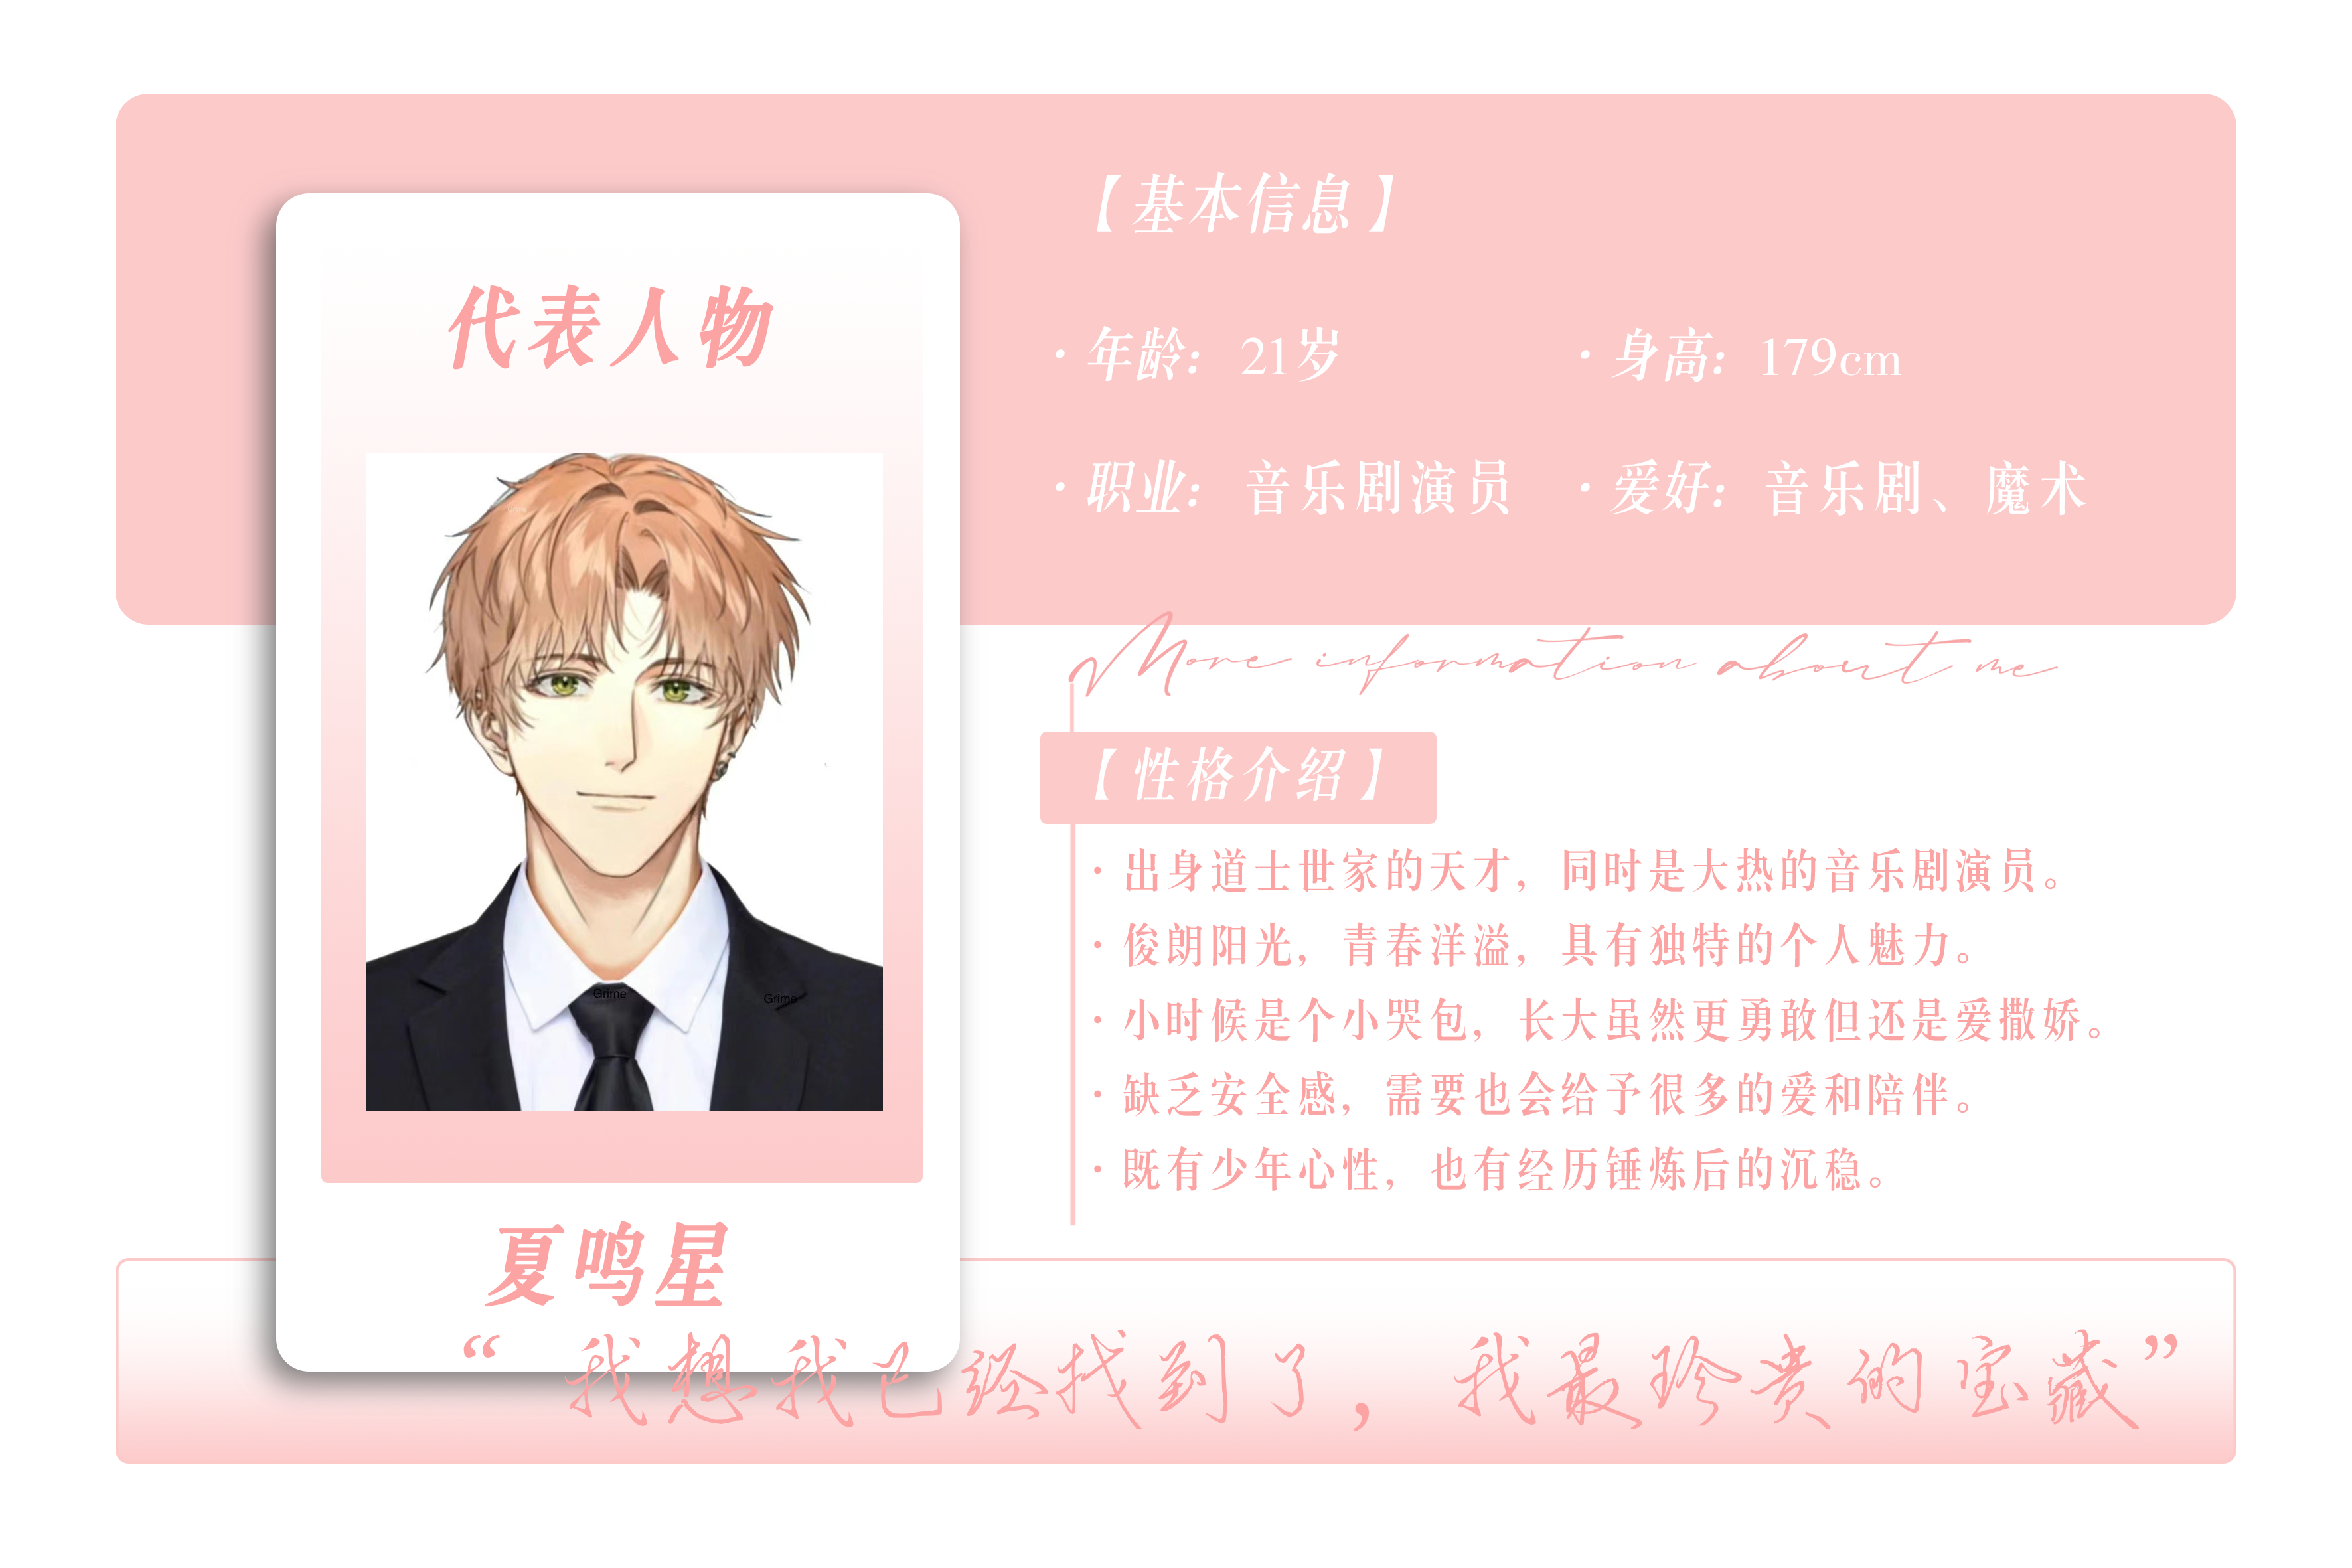 代表人物
Grime
Grime
夏鸣星
【基本信息】
·年龄：21岁
·身高：179cm
·职业：音乐剧演员
·爱好：音乐剧、魔术
More information about me
【性格介绍】
·出身道士世家的天才，同时是大热的音乐剧演员。
·俊朗阳光，青春洋溢，具有独特的个人魅力。
·小时候是个小哭包，长大虽然更勇敢但还是爱撒娇。
·缺乏安全感，需要也会给予很多的爱和陪伴。
·既有少年心性，也有经历锤炼后的沉稳。
“我想我已经找到了，我最珍贵的宝藏”